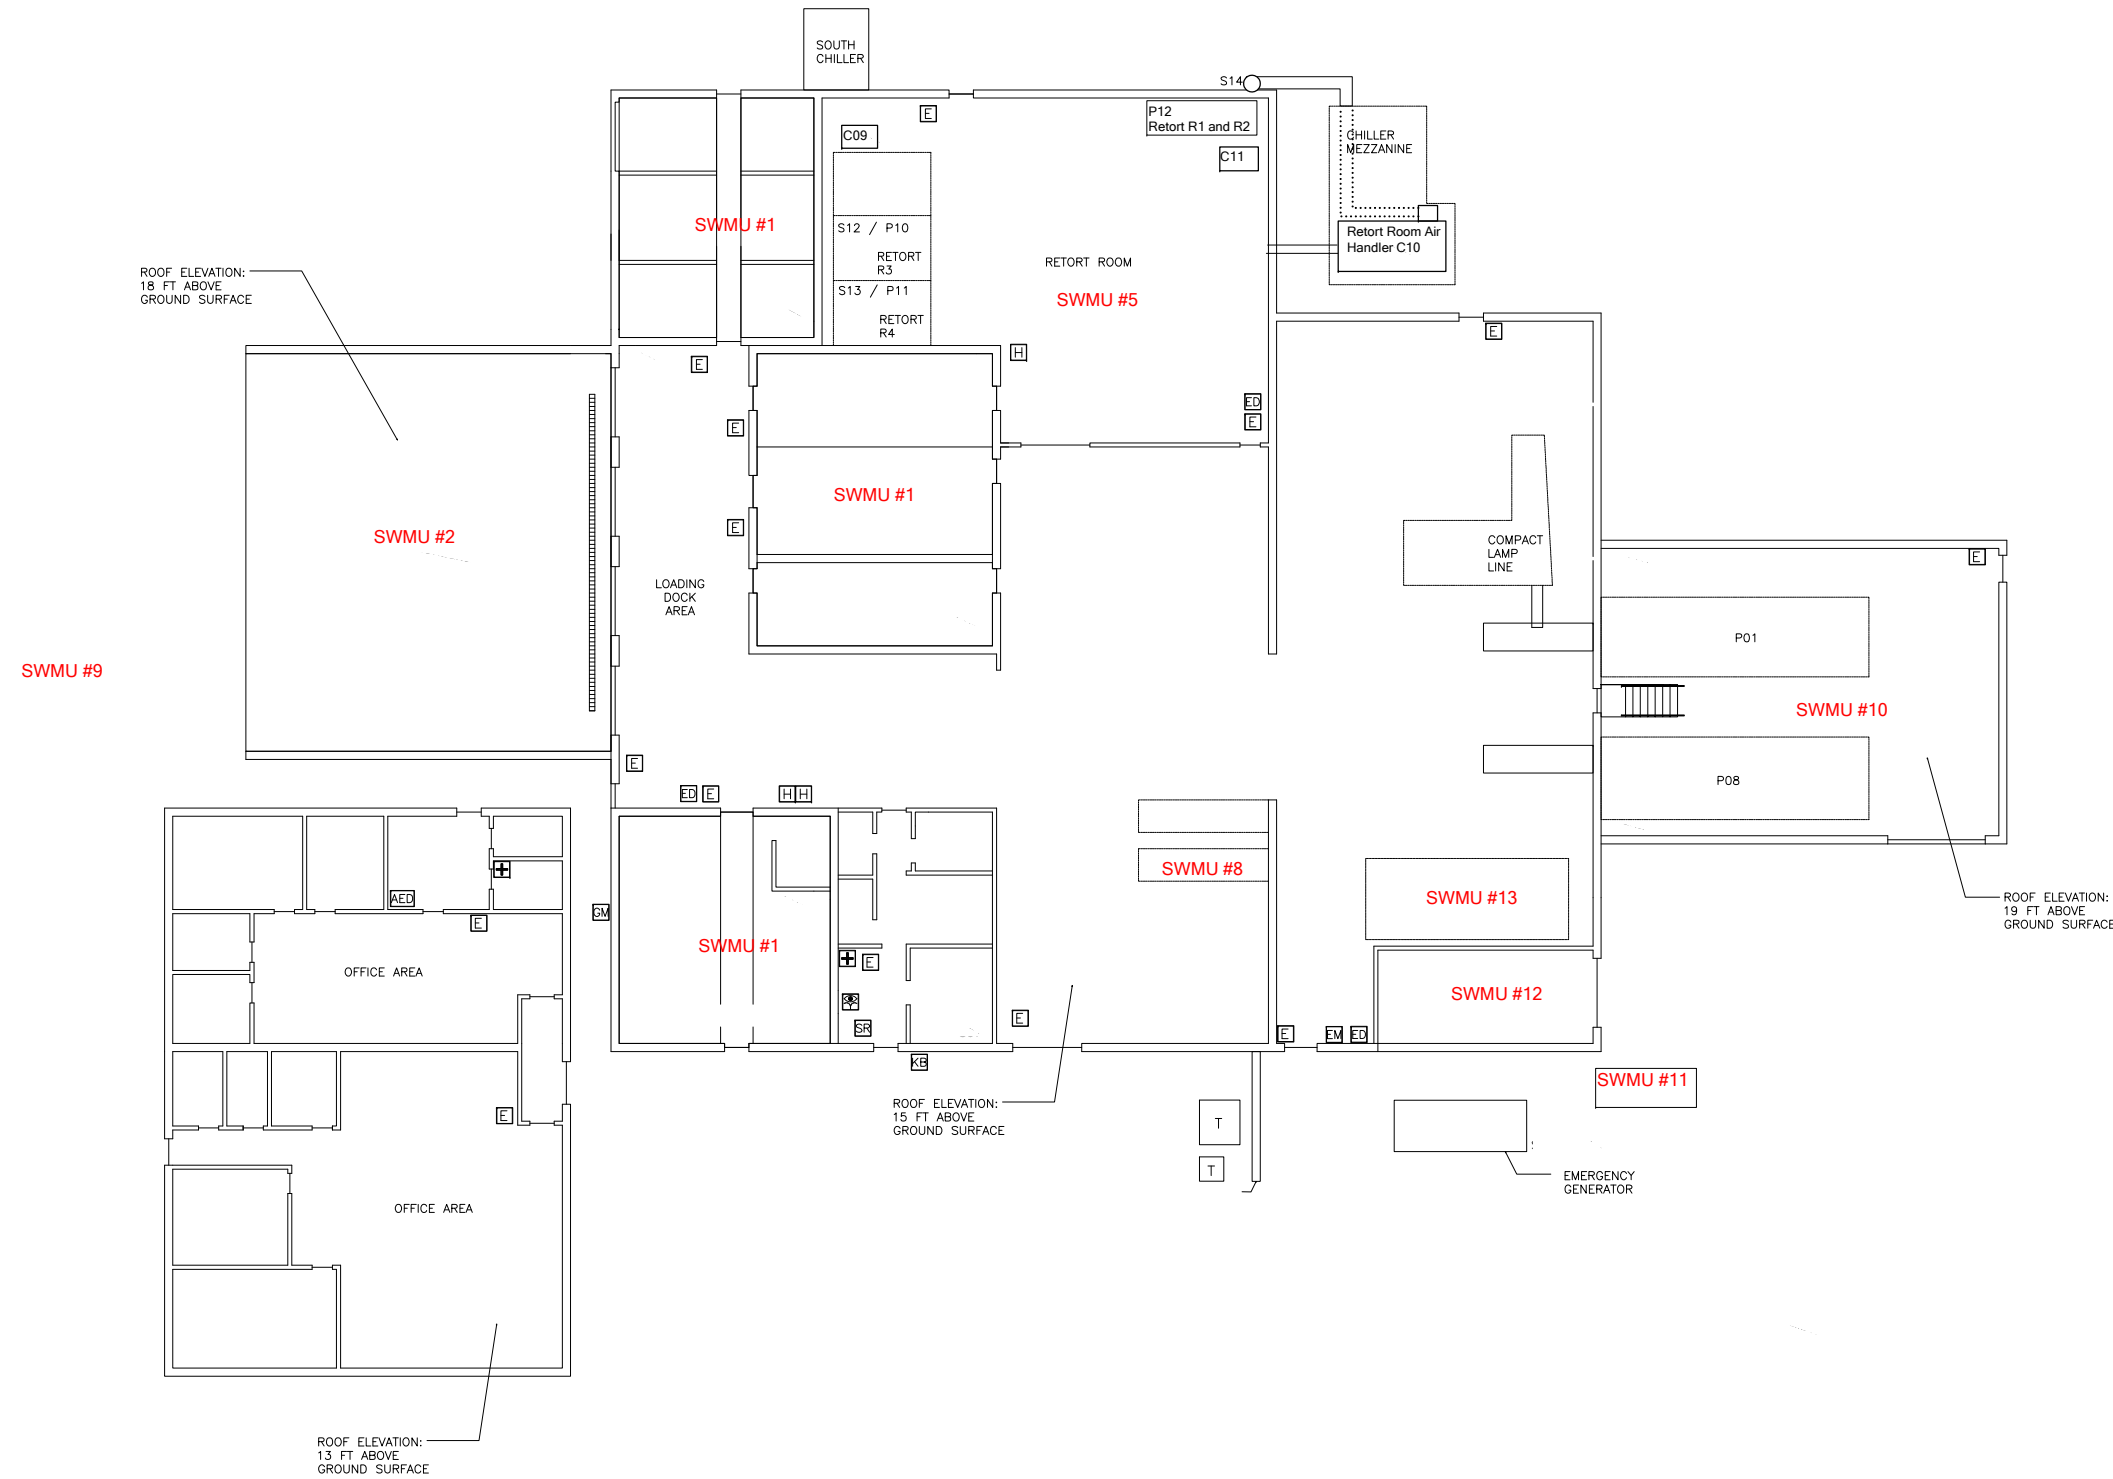 SOUTH
CHILLER
S14
P12
Retort R1 and R2
E
C09
C11
CHILLER
MEZZANINE
SWMU #1
S12 / P10
RETORT
R3
Retort Room Air
Handler C10
RETORT ROOM
SWMU #5
ROOF ELEVATION:
18 FT ABOVE
GROUND SURFACE
S13 / P11
RETORT
R4
E
H
E
ED
E
E
SWMU #1
E
SWMU #2
COMPACT
LAMP
LINE
E
LOADING
DOCK
AREA
P01
SWMU #9
SWMU #10
E
P08
ED
E
H
H
SWMU #8
AED
SWMU #13
ROOF ELEVATION:
19 FT ABOVE
GROUND SURFACE
GM
E
SWMU #1
E
OFFICE AREA
SWMU #12
E
SR
E
EM
ED
KB
SWMU #11
ROOF ELEVATION:
15 FT ABOVE
GROUND SURFACE
E
T
T
EMERGENCY
GENERATOR
OFFICE AREA
ROOF ELEVATION:
13 FT ABOVE
GROUND SURFACE